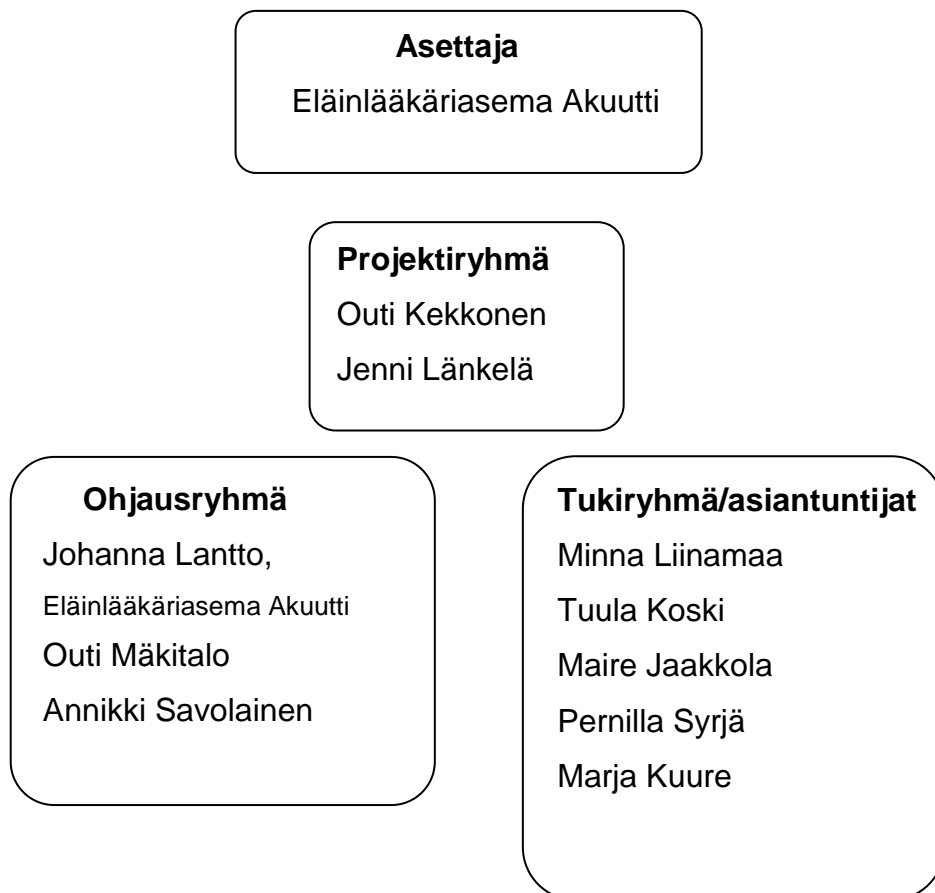 Asettaja
Eläinlääkäriasema Akuutti
Projektiryhmä
Outi Kekkonen
Jenni Länkelä
Ohjausryhmä
Johanna Lantto,
Eläinlääkäriasema Akuutti
Outi Mäkitalo
Annikki Savolainen
Tukiryhmä/asiantuntijat
Minna Liinamaa
Tuula Koski
Maire Jaakkola
Pernilla Syrjä
Marja Kuure